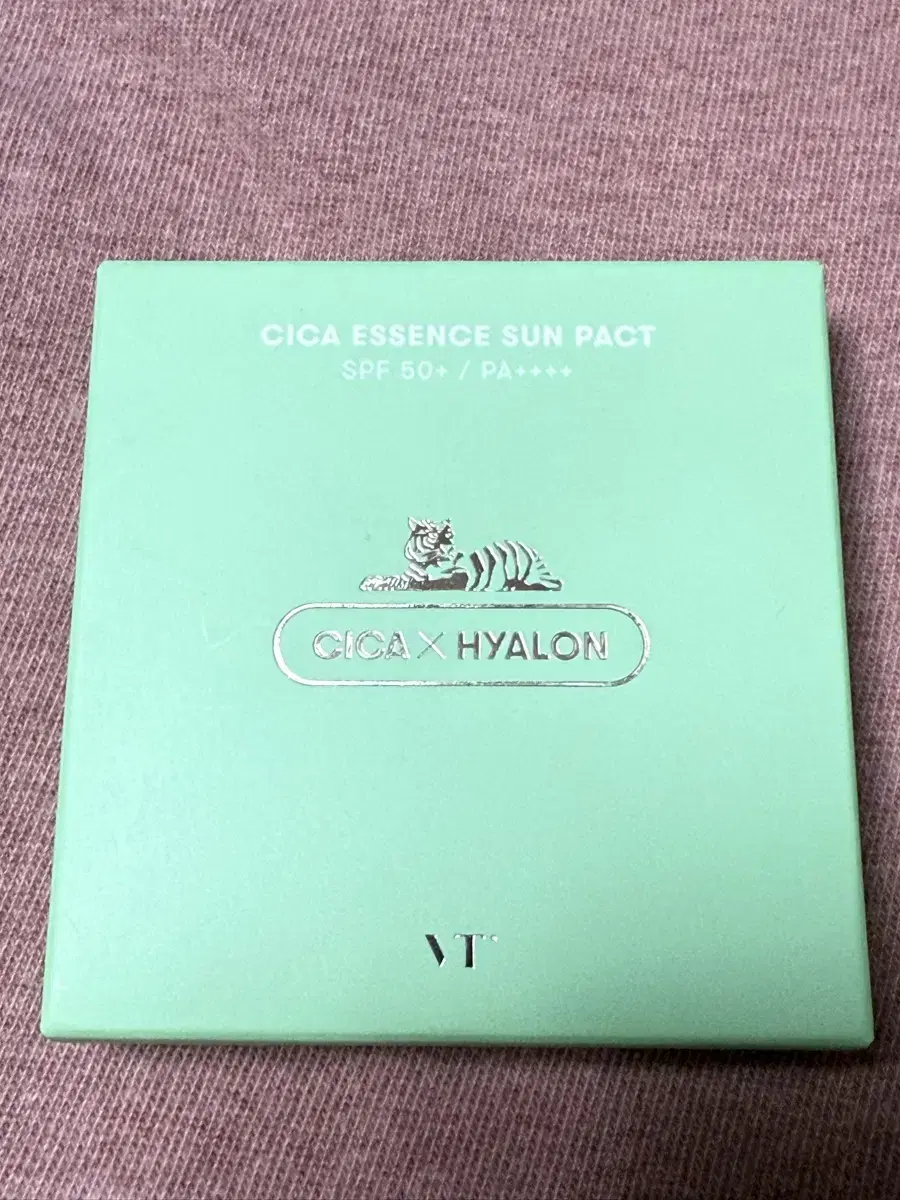 CICA ESSENCE SUN PACT
SPF 50+ / PA++++
CICA X HYALON
VT